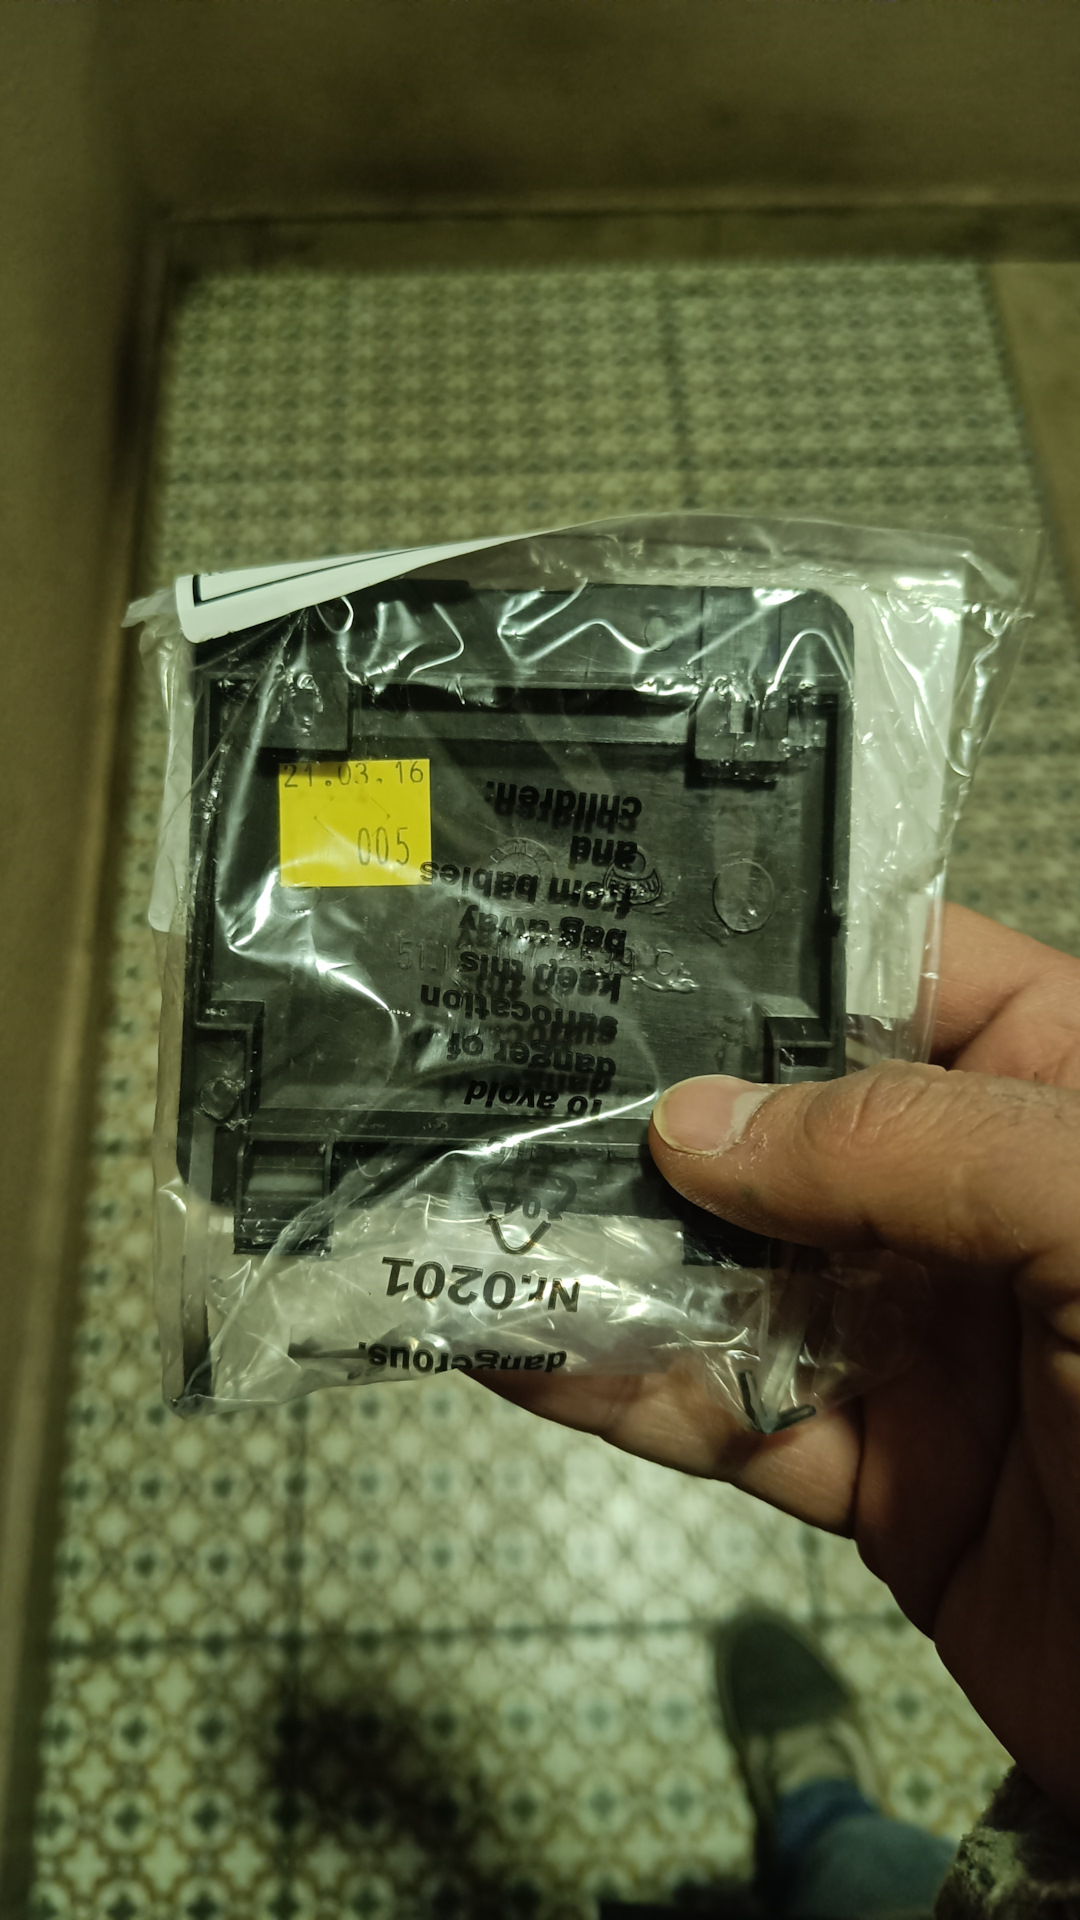 21.03.16
005
dangerous.
Nr.0201
04
To avoid
danger of
suffocation
keep this
bag away
from babies
and
children.